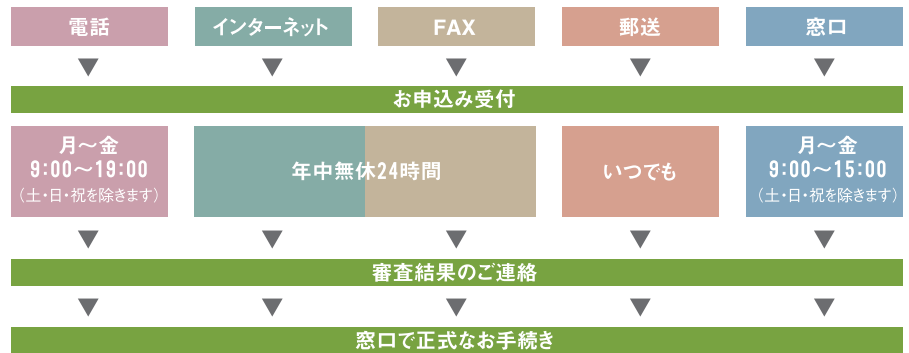 電話
インターネット
FAX
郵送
窓口
お申込み受付
月〜金
9:00〜19:00
（土・日・祝を除きます）
年中無休24時間
いつでも
月〜金
9:00〜15:00
（土・日・祝を除きます）
審査結果のご連絡
窓口で正式なお手続き